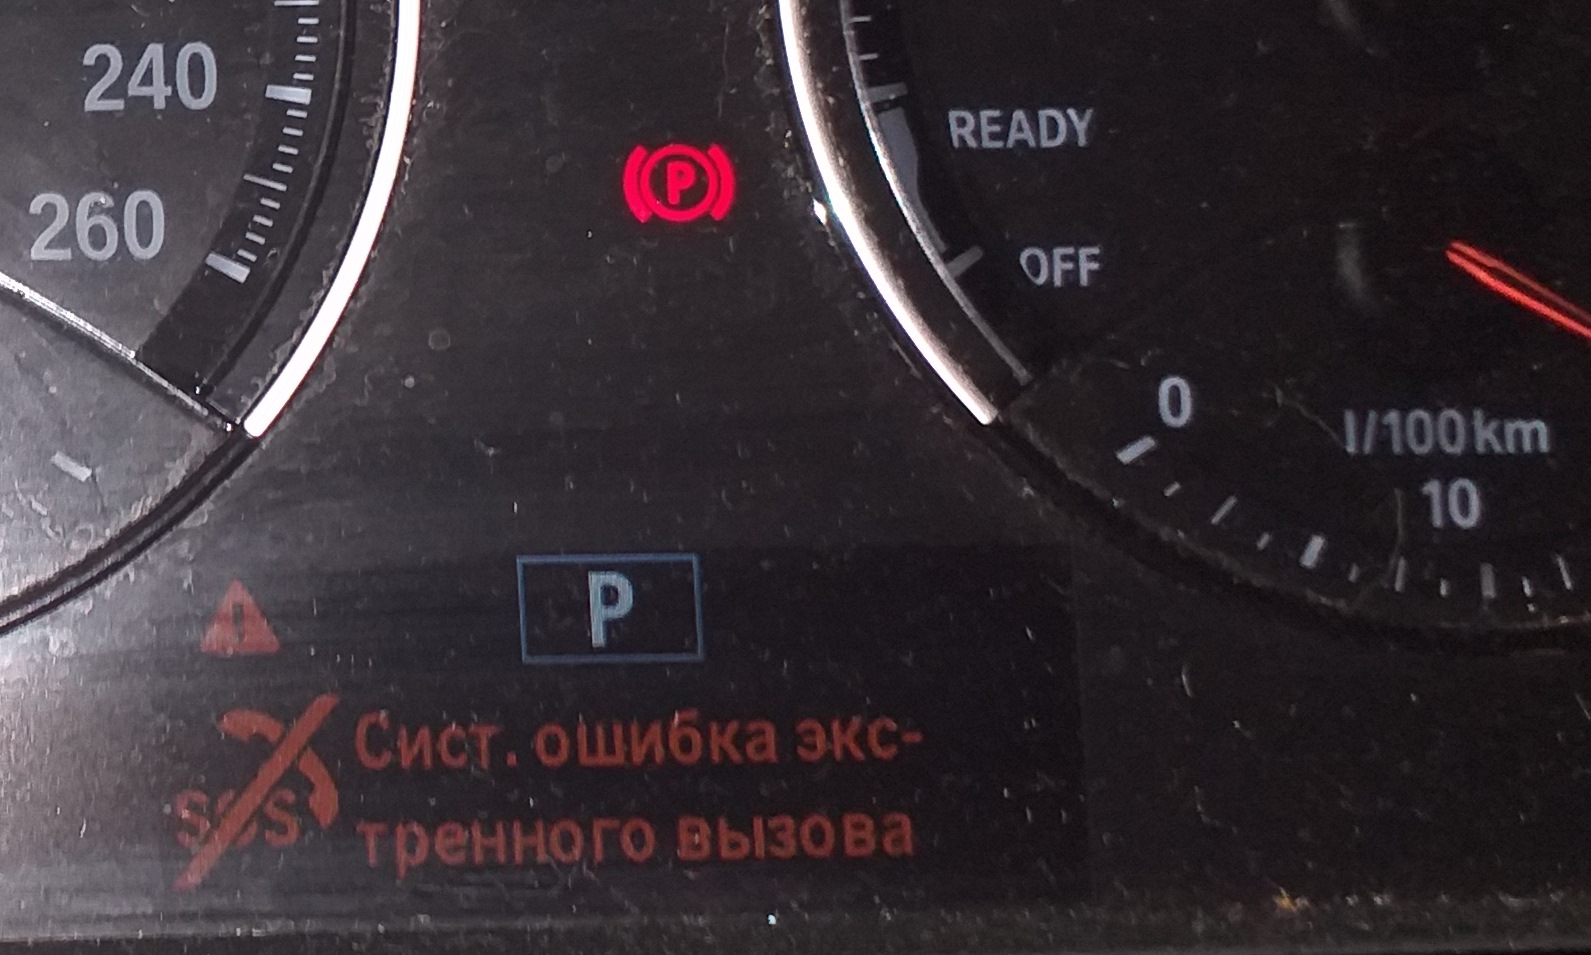 240
260
P
READY
OFF
0
l/100km
10
P
SOS
Сист. ошибка экс-
тренного вызова